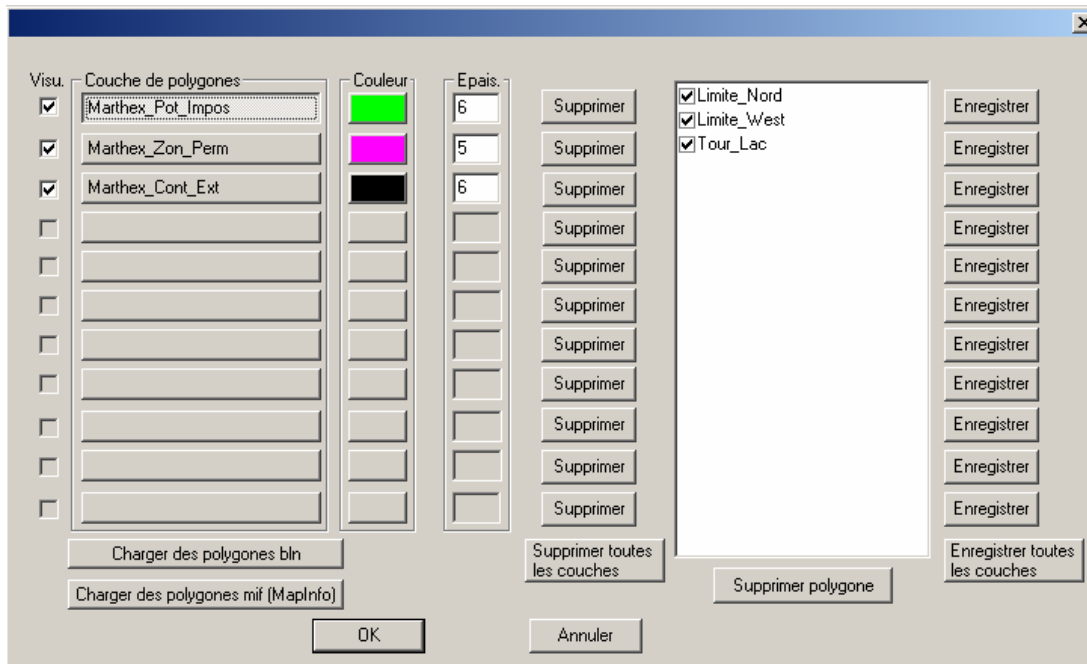 Visu. Couche de polygones Couleur Epais.
Marthex_Pot_Impos 6 Supprimer Limite_Nord Enregistrer
Limite_West
Marthex_Zon_Perm 5 Supprimer Tour_Lac Enregistrer
Marthex_Cont_Ext 6 Supprimer Enregistrer
Supprimer Enregistrer
Supprimer Enregistrer
Supprimer Enregistrer
Supprimer Enregistrer
Supprimer Enregistrer
Supprimer Enregistrer
Supprimer Enregistrer
Supprimer Enregistrer
Charger des polygones bln
Supprimer toutes
les couches
Enregistrer toutes
les couches
Supprimer polygone
Charger des polygones mif (MapInfo)
OK Annuler